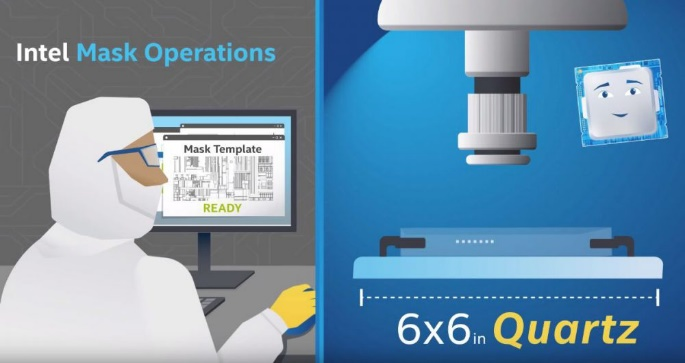 Intel Mask Operations
Mask Template
READY
6x6in Quartz